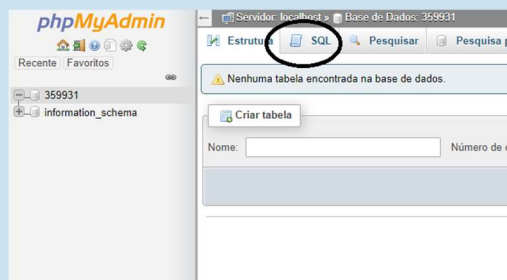 phpMyAdmin
Recente Favoritos
359931
information_schema
Servidor: localhost » Base de Dados: 359931
Estrutura SQL Pesquisar Pesquisa
Nenhuma tabela encontrada na base de dados.
Criar tabela
Nome: Número de